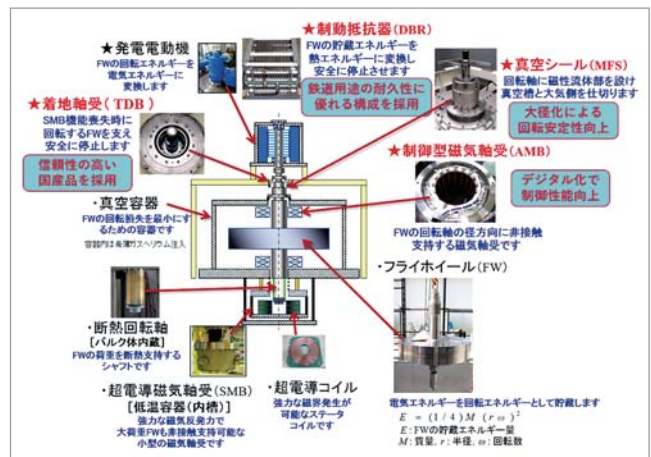 ★発電電動機
FWの回転エネルギーを
電気エネルギーに
変換します
★制動抵抗器(DBR)
FWの貯蔵エネルギーを
熱エネルギーに変換し
安全に停止させます
鉄道用途の耐久性に
優れる構成を採用
★真空シール(MFS)
回転軸に磁性流体部を設け
真空槽と大気側を仕切ります
大径化による
回転安定性向上
★着地軸受(TDB)
SMB機能喪失時に
回転するFWを支え
安全に停止します
信頼性の高い
国産品を採用
★制御型磁気軸受(AMB)
デジタル化で
制御性能向上
FWの回転軸の径方向に非接触
支持する磁気軸受です
・真空容器
FWの回転損失を最小にす
るための容器です
容器内は希薄ガスヘリウム注入
・フライホイール(FW)
・断熱回転軸
[バルク体内蔵]
FWの荷重を断熱支持する
シャフトです
・超電導磁気軸受(SMB)
[低温容器(内槽)]
強力な磁気反発力で
大荷重FWも非接触支持可能な
小型の磁気軸受です
・超電導コイル
強力な磁界発生が
可能なステータ
コイルです
電気エネルギーを回転エネルギーとして貯蔵します
E = (1/4) M (r ω)²
E:FWの貯蔵エネルギー量
M:質量, r:半径, ω:回転数